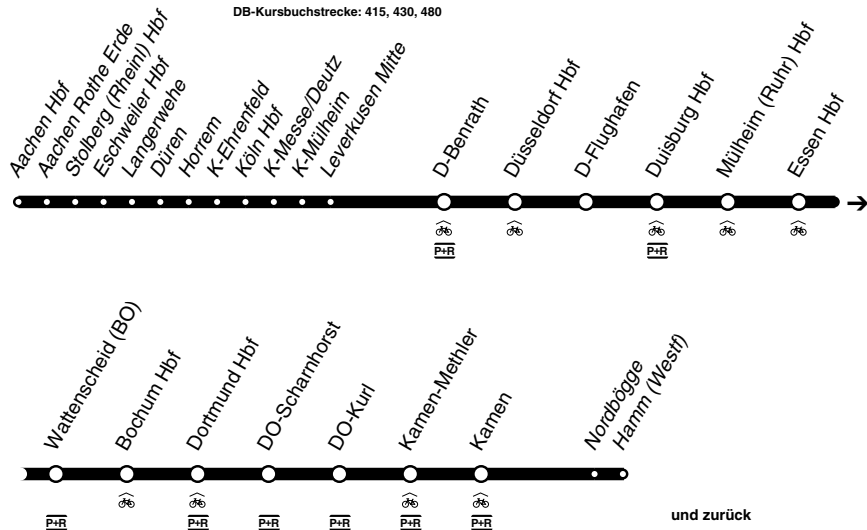 DB-Kursbuchstrecke: 415, 430, 480
Aachen Hbf
Aachen Rothe Erde
Stolberg (Rheinl) Hbf
Eschweiler Hbf
Langerwehe
Düren
Horrem
K-Ehrenfeld
Köln Hbf
K-Messe/Deutz
K-Mülheim
Leverkusen Mitte
D-Benrath
Düsseldorf Hbf
D-Flughafen
Duisburg Hbf
Mülheim (Ruhr) Hbf
Essen Hbf
P+R
P+R
Wattenscheid (BO)
Bochum Hbf
Dortmund Hbf
DO-Scharnhorst
DO-Kurl
Kamen-Methler
Kamen
Nordbögge
Hamm (Westf)
P+R
P+R
P+R
P+R
P+R
P+R
und zurück